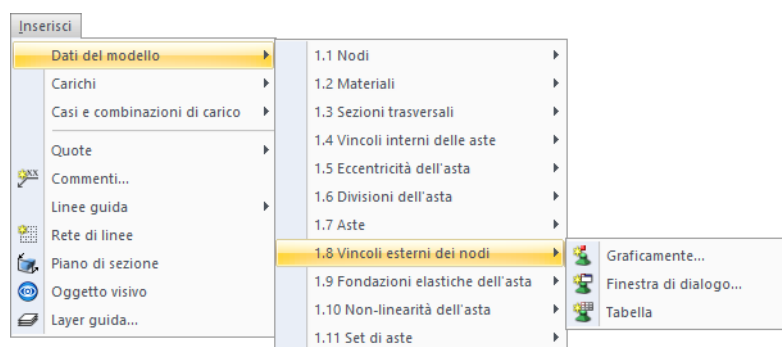 Inserisci
Dati del modello
Carichi
Casi e combinazioni di carico
Quote
Commenti...
Linee guida
Rete di linee
Piano di sezione
Oggetto visivo
Layer guida...
1.1 Nodi
1.2 Materiali
1.3 Sezioni trasversali
1.4 Vincoli interni delle aste
1.5 Eccentricità dell'asta
1.6 Divisioni dell'asta
1.7 Aste
1.8 Vincoli esterni dei nodi
1.9 Fondazioni elastiche dell'asta
1.10 Non-linearità dell'asta
1.11 Set di aste
Graficamente...
Finestra di dialogo...
Tabella